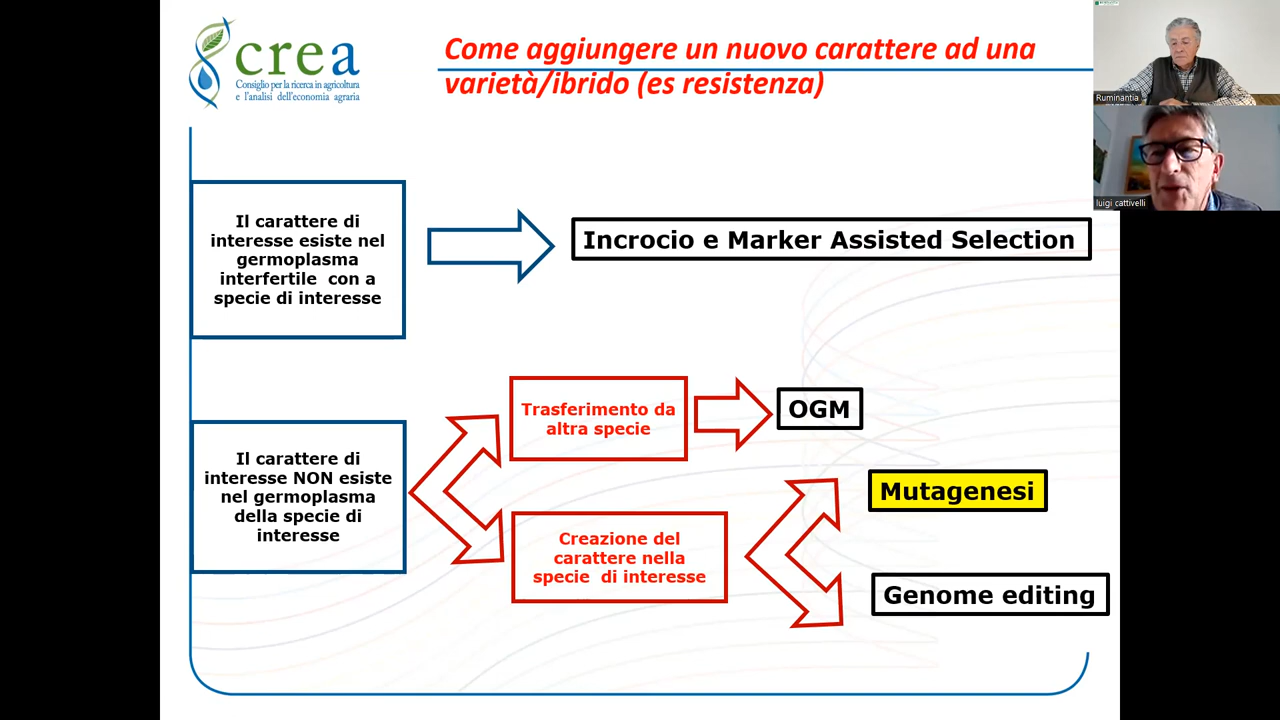 crea
Consiglio per la ricerca in agricoltura
e l'analisi dell'economia agraria
Come aggiungere un nuovo carattere ad una
varietà/ibrido (es resistenza)
Ruminantia
luigi cattivelli
Il carattere di
interesse esiste nel
germoplasma
interfertile con a
specie di interesse
Incrocio e Marker Assisted Selection
Il carattere di
interesse NON esiste
nel germoplasma
della specie di
interesse
Trasferimento da
altra specie
OGM
Creazione del
carattere nella
specie di interesse
Mutagenesi
Genome editing